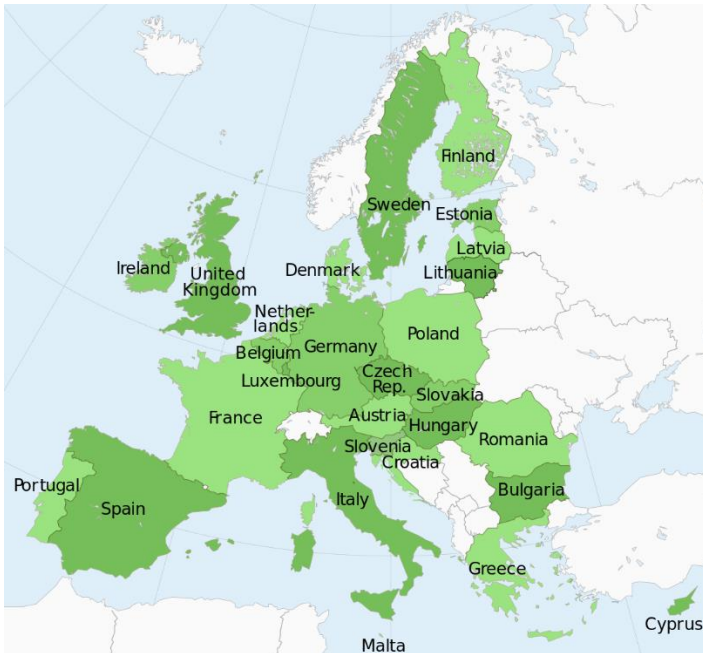 Finland
Sweden
Estonia
Latvia
Lithuania
Denmark
Ireland
United
Kingdom
Nether-
lands
Belgium
Germany
Poland
Luxembourg
Czech
Rep.
Slovakia
France
Austria
Hungary
Romania
Slovenia
Croatia
Portugal
Spain
Italy
Bulgaria
Greece
Cyprus
Malta